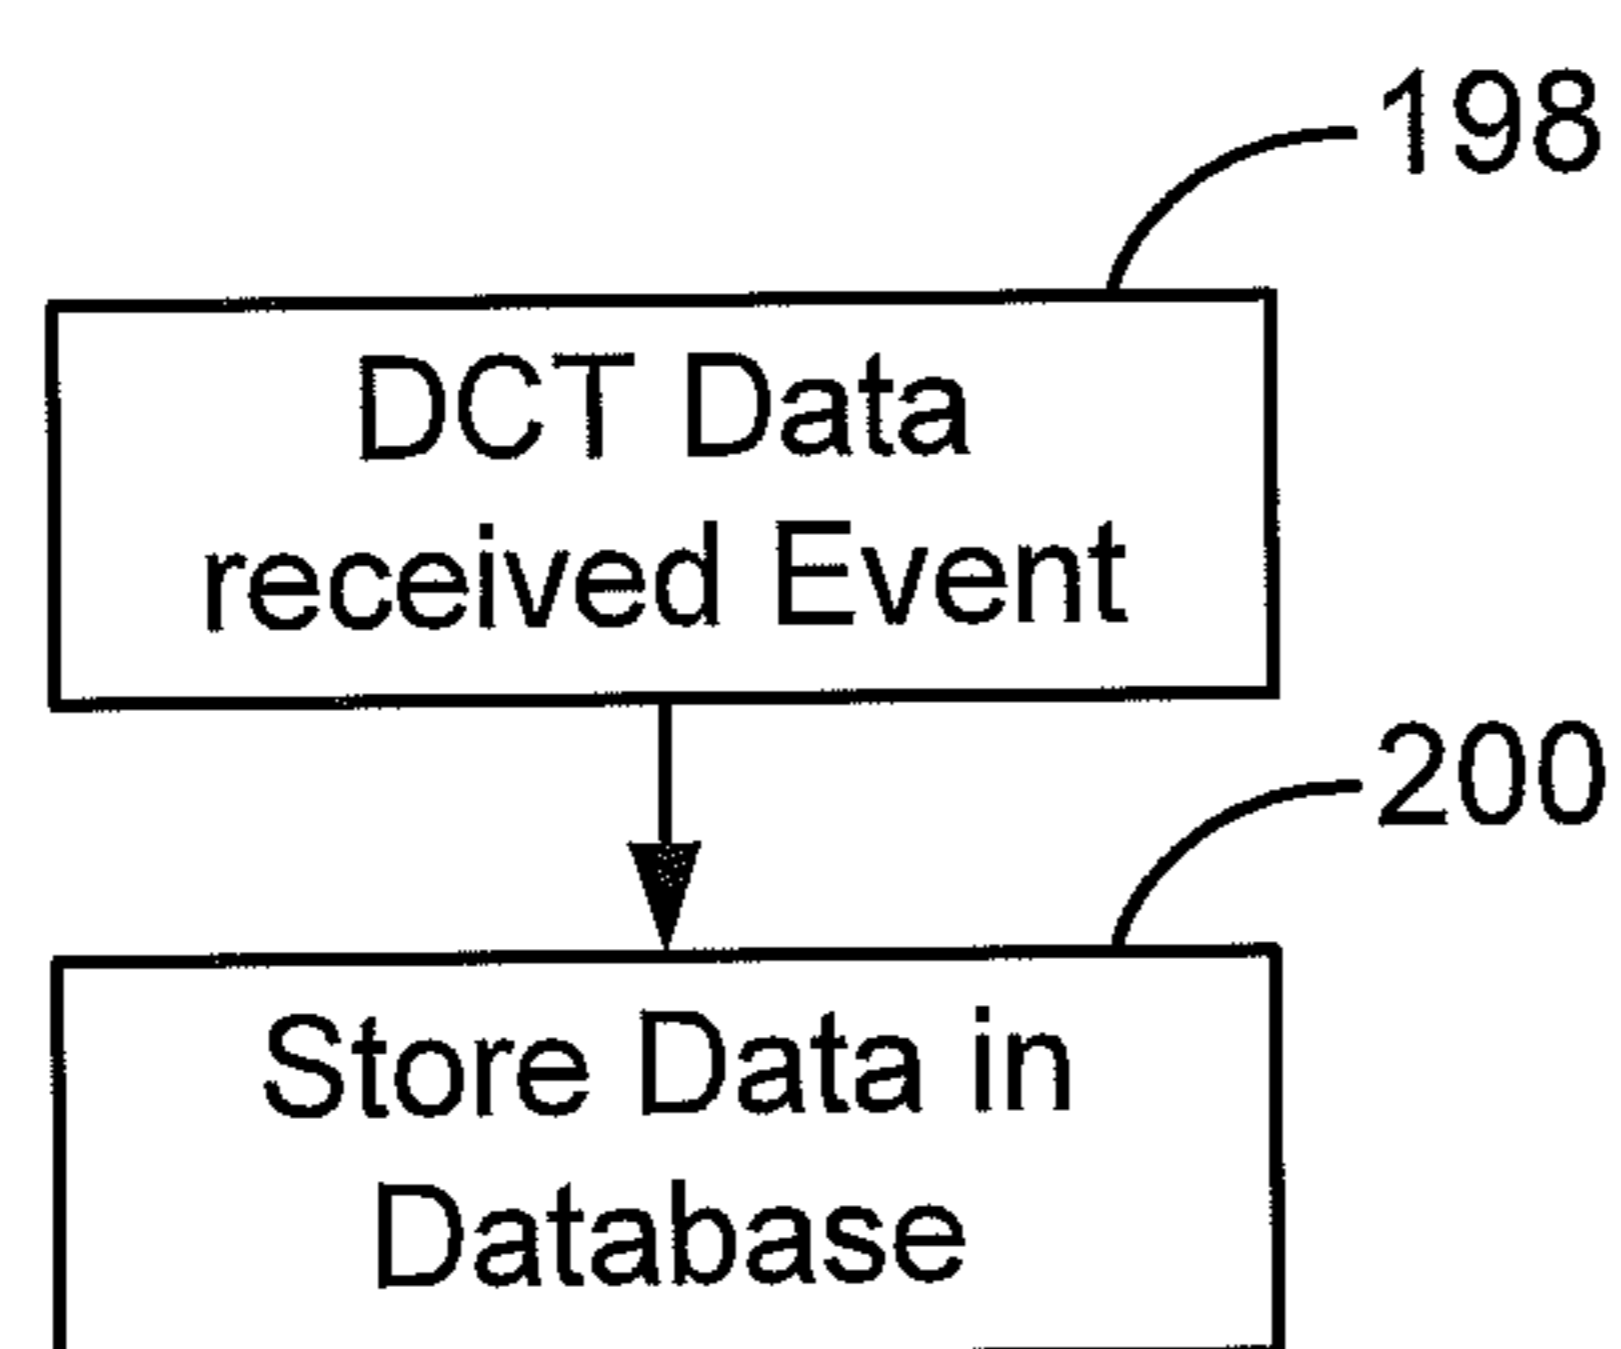 198
DCT Data
received Event
200
Store Data in
Database